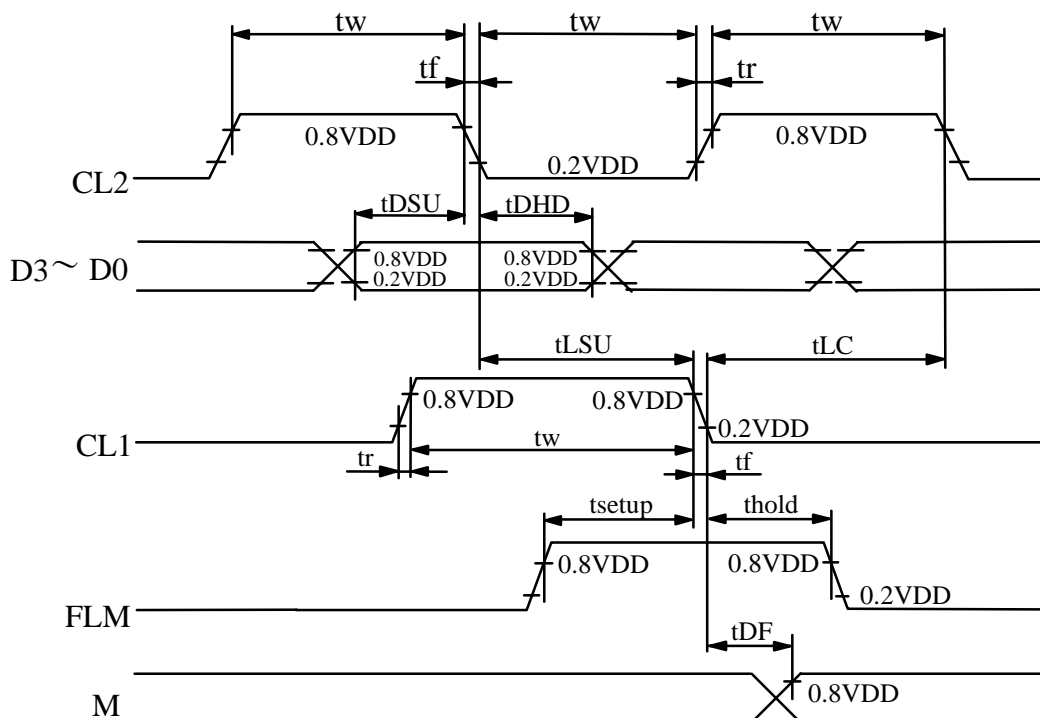 tw tw tw
tf tr
0.8VDD 0.8VDD
0.2VDD
CL2
tDSU tDHD
D3～D0 0.8VDD 0.8VDD
0.2VDD 0.2VDD
tLSU tLC
0.8VDD 0.8VDD
0.2VDD
CL1 tw
tr tf
tsetup thold
0.8VDD 0.8VDD
0.2VDD
FLM
tDF
0.8VDD
M